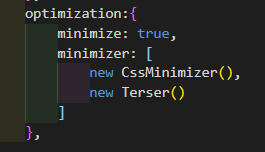 optimization:{
minimize: true,
minimizer: [
new CssMinimizer(),
new Terser()
]
},